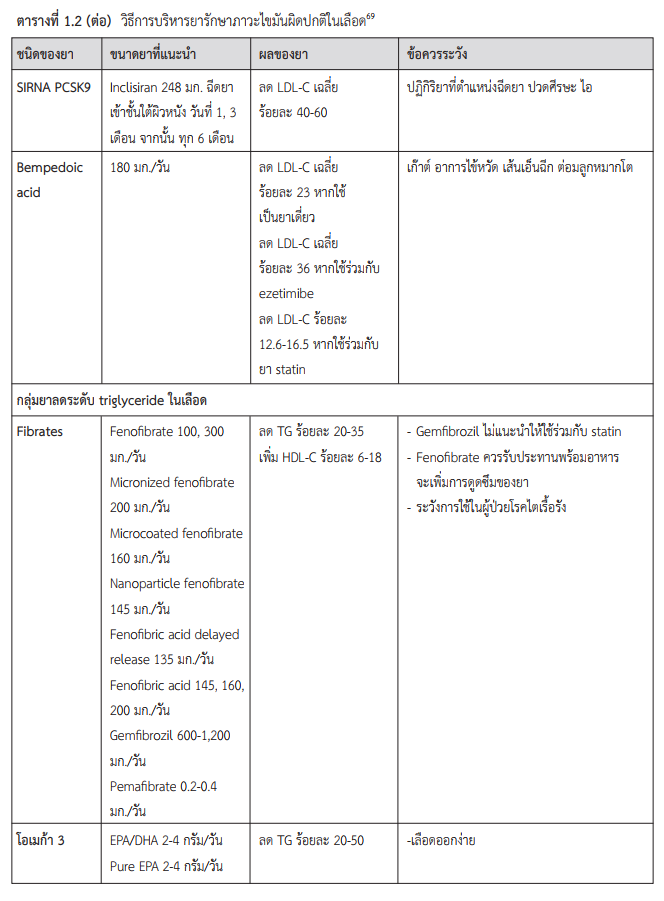 ตารางที่ 1.2 (ต่อ) วิธีการบริหารยารักษาภาวะไขมันผิดปกติในเลือด⁶⁹
ชนิดของยา
ขนาดยาที่แนะนำ
ผลของยา
ข้อควรระวัง
SIRNA PCSK9
Inclisiran 248 มก. ฉีดยา
เข้าชั้นใต้ผิวหนัง วันที่ 1, 3
เดือน จากนั้น ทุก 6 เดือน
ลด LDL-C เฉลี่ย
ร้อยละ 40-60
ปฏิกิริยาที่ตำแหน่งฉีดยา ปวดศีรษะ ไอ
Bempedoic
acid
180 มก./วัน
ลด LDL-C เฉลี่ย
ร้อยละ 23 หากใช้
เป็นยาเดี่ยว
ลด LDL-C เฉลี่ย
ร้อยละ 36 หากใช้ร่วมกับ
ezetimibe
ลด LDL-C ร้อยละ
12.6-16.5 หากใช้ร่วมกับ
ยา statin
เก๊าต์ อาการไข้หวัด เส้นเอ็นฉีก ต่อมลูกหมากโต
กลุ่มยาลดระดับ triglyceride ในเลือด
Fibrates
Fenofibrate 100, 300
มก./วัน
Micronized fenofibrate
200 มก./วัน
Microcoated fenofibrate
160 มก./วัน
Nanoparticle fenofibrate
145 มก./วัน
Fenofibric acid delayed
release 135 มก./วัน
Fenofibric acid 145, 160,
200 มก./วัน
Gemfibrozil 600-1,200
มก./วัน
Pemafibrate 0.2-0.4
มก./วัน
ลด TG ร้อยละ 20-35
เพิ่ม HDL-C ร้อยละ 6-18
- Gemfibrozil ไม่แนะนำให้ใช้ร่วมกับ statin
- Fenofibrate ควรรับประทานพร้อมอาหาร
จะเพิ่มการดูดซึมของยา
- ระวังการใช้ในผู้ป่วยโรคไตเรื้อรัง
โอเมก้า 3
EPA/DHA 2-4 กรัม/วัน
Pure EPA 2-4 กรัม/วัน
ลด TG ร้อยละ 20-50
-เลือดออกง่าย